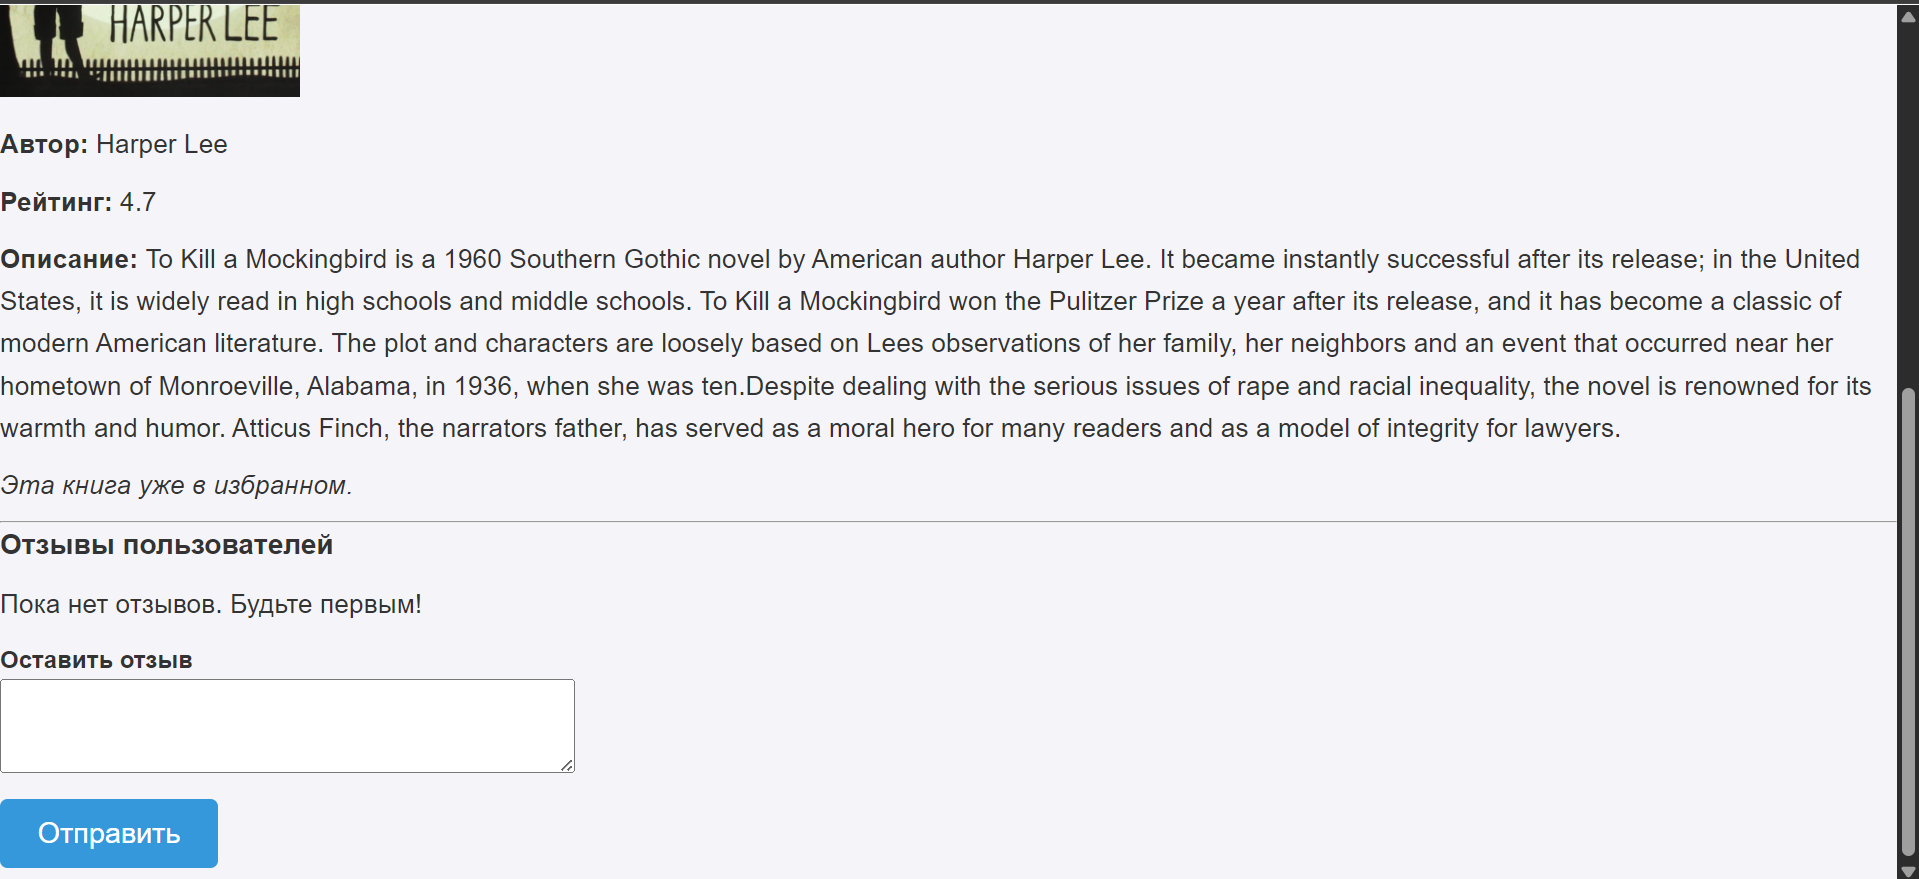 HARPER LEE
Автор: Harper Lee
Рейтинг: 4.7
Описание: To Kill a Mockingbird is a 1960 Southern Gothic novel by American author Harper Lee. It became instantly successful after its release; in the United
States, it is widely read in high schools and middle schools. To Kill a Mockingbird won the Pulitzer Prize a year after its release, and it has become a classic of
modern American literature. The plot and characters are loosely based on Lees observations of her family, her neighbors and an event that occurred near her
hometown of Monroeville, Alabama, in 1936, when she was ten.Despite dealing with the serious issues of rape and racial inequality, the novel is renowned for its
warmth and humor. Atticus Finch, the narrators father, has served as a moral hero for many readers and as a model of integrity for lawyers.
Эта книга уже в избранном.
Отзывы пользователей
Пока нет отзывов. Будьте первым!
Оставить отзыв
Отправить